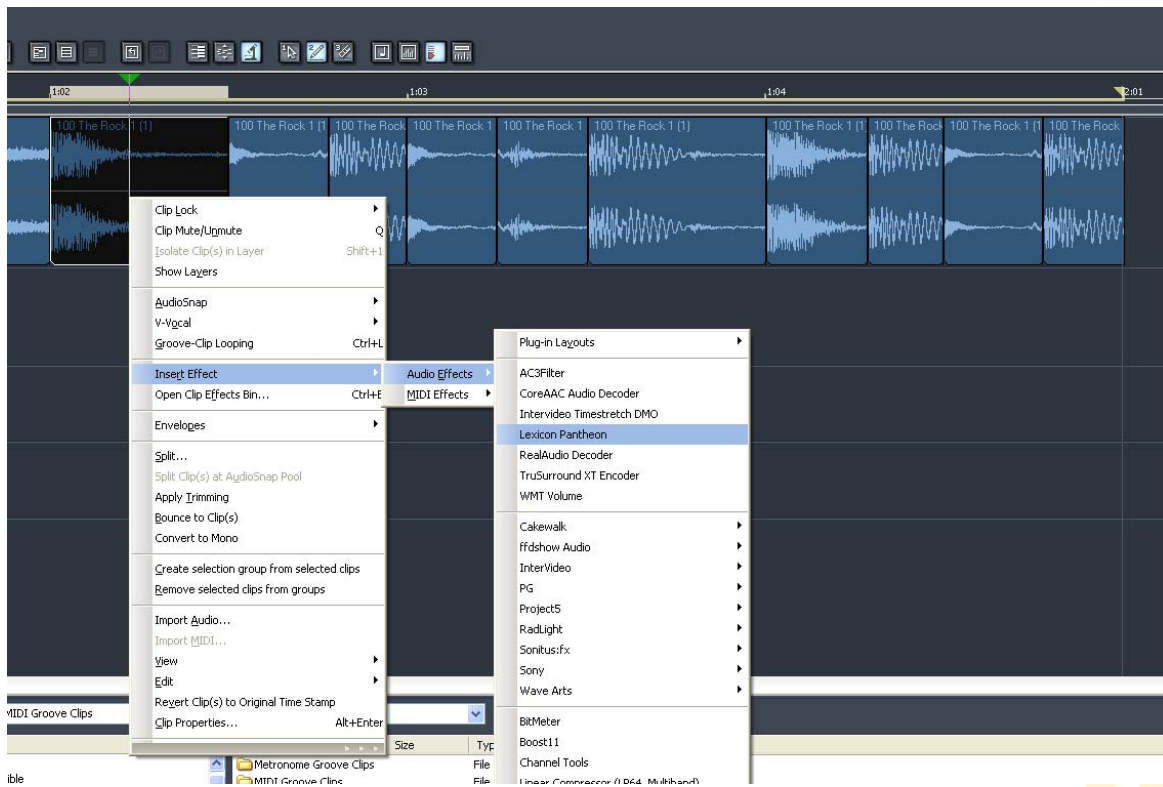 1:02
1:03
1:04
2:01
100 The Rock 1 (1)
100 The Rock 1 (1
100 The Rock
100 The Rock 1
100 The Rock 1
100 The Rock 1 (1)
100 The Rock 1 (1
100 The Rock
100 The Rock 1 (1
100 The Rock
Clip Lock
Clip Mute/Unmute Q
Isolate Clip(s) in Layer Shift+1
Show Layers
AudioSnap
V-Vocal
Groove-Clip Looping Ctrl+L
Insert Effect
Open Clip Effects Bin... Ctrl+E
Envelopes
Split...
Split Clip(s) at AudioSnap Pool
Apply Trimming
Bounce to Clip(s)
Convert to Mono
Create selection group from selected clips
Remove selected clips from groups
Import Audio...
Import MIDI...
View
Edit
Revert Clip(s) to Original Time Stamp
Clip Properties... Alt+Enter
Audio Effects
MIDI Effects
Plug-in Layouts
AC3Filter
CoreAAC Audio Decoder
Intervideo Timestretch DMO
Lexicon Pantheon
RealAudio Decoder
TruSurround XT Encoder
WMT Volume
Cakewalk
ffdshow Audio
InterVideo
PG
Project5
RadLight
Sonitus:fx
Sony
Wave Arts
BitMeter
Boost11
Channel Tools
Linear Compressor (LP64, Multiband)
MIDI Groove Clips
Size
Typ
ible
Metronome Groove Clips File
MIDI Groove Clips File